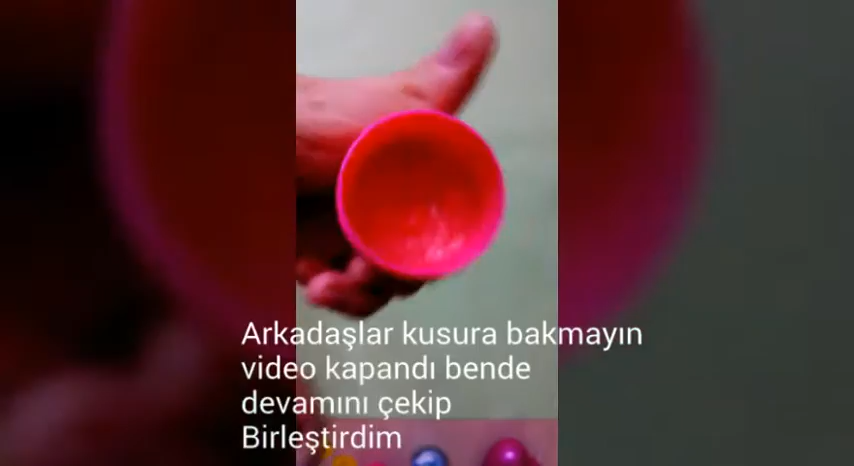 Arkadaşlar kusura bakmayın
video kapandı bende
devamını çekip
Birleştirdim